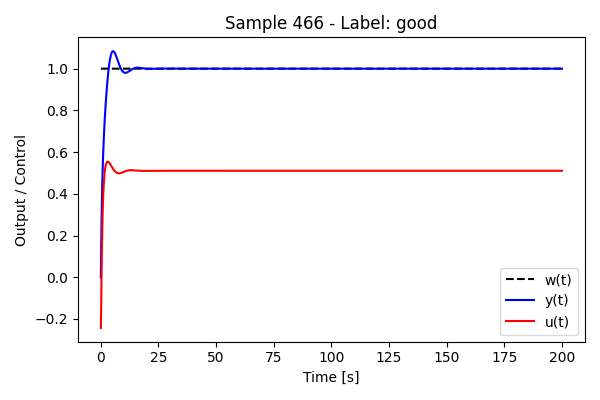 Sample 466 - Label: good
Output / Control
1.0
0.8
0.6
0.4
0.2
0.0
−0.2
w(t)
y(t)
u(t)
0 25 50 75 100 125 150 175 200
Time [s]